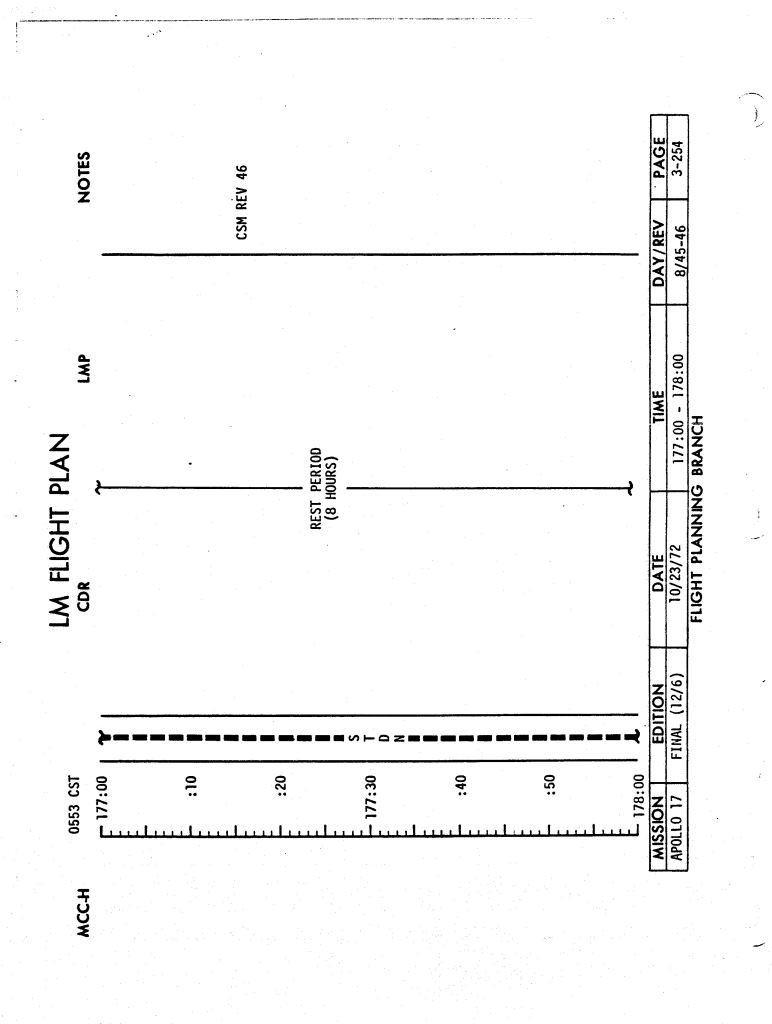 LM FLIGHT PLAN
MCC-H 0553 CST CDR LMP NOTES
177:00
:10
CSM REV 46
:20
REST PERIOD
(8 HOURS)
S
T
D
N
177:30
:40
:50
178:00
MISSION EDITION DATE TIME DAY/REV PAGE
APOLLO 17 FINAL (12/6) 10/23/72 177:00 - 178:00 8/45-46 3-254
FLIGHT PLANNING BRANCH